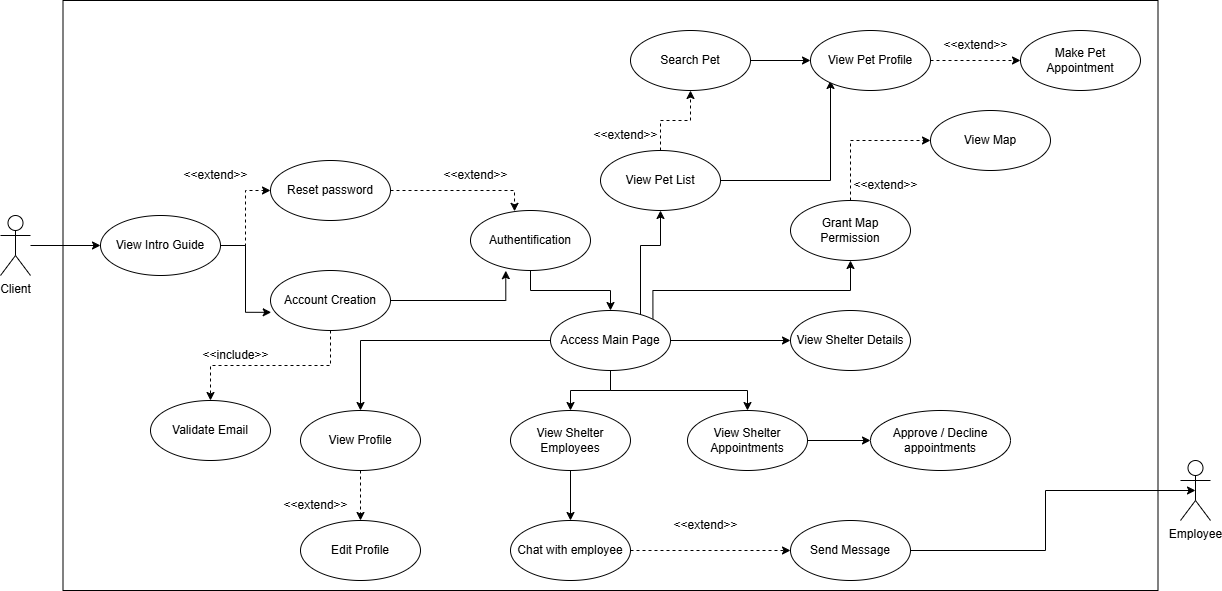 Search Pet
View Pet Profile
<<extend>>
Make Pet
Appointment
<<extend>>
View Map
View Pet List
<<extend>>
<<extend>>
Reset password
<<extend>>
Grant Map
Permission
View Intro Guide
Authentification
Client
Account Creation
Access Main Page
View Shelter Details
<<include>>
Validate Email
View Profile
View Shelter
Employees
View Shelter
Appointments
Approve / Decline
appointments
<<extend>>
Edit Profile
Chat with employee
<<extend>>
Send Message
Employee